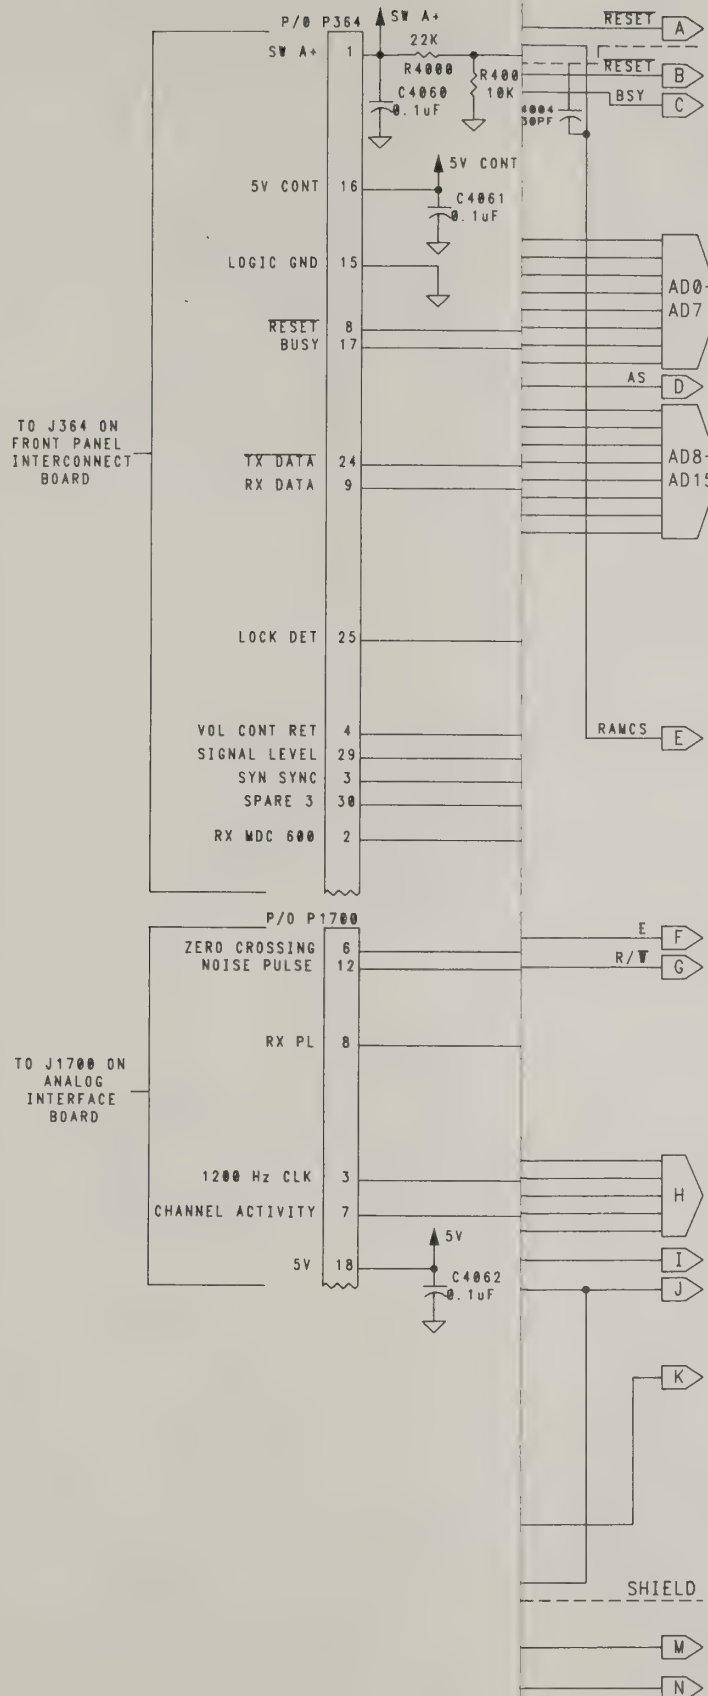 P/0 P364
SW A+
SW A+ 1
22K
R4000
C4060
0.1uF
10K
RESET A
RESET B
BSY C
5V CONT
5V CONT 16
C4061
0.1uF
LOGIC GND 15
RESET 8
BUSY 17
AD7
AS D
TO J364 ON
FRONT PANEL
INTERCONNECT
BOARD
TX DATA 24
RX DATA 9
LOCK DET 25
VOL CONT RET 4
SIGNAL LEVEL 29
SYN SYNC 3
SPARE 3 30
RX MDC 600 2
RAMCS E
P/O P1700
ZERO CROSSING 6
NOISE PULSE 12
RX PL 8
E F
R/W G
TO J1700 ON
ANALOG
INTERFACE
BOARD
1200 Hz CLK 3
CHANNEL ACTIVITY 7
5V
5V 18
C4062
0.1uF
H
I
J
K
SHIELD
M
N